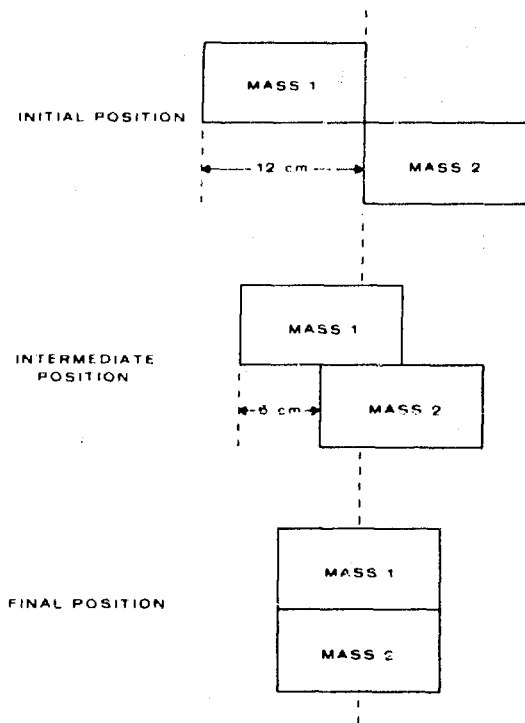 MASS 1
INITIAL POSITION
12 cm
MASS 2
MASS 1
INTERMEDIATE
POSITION
6 cm
MASS 2
MASS 1
FINAL POSITION
MASS 2